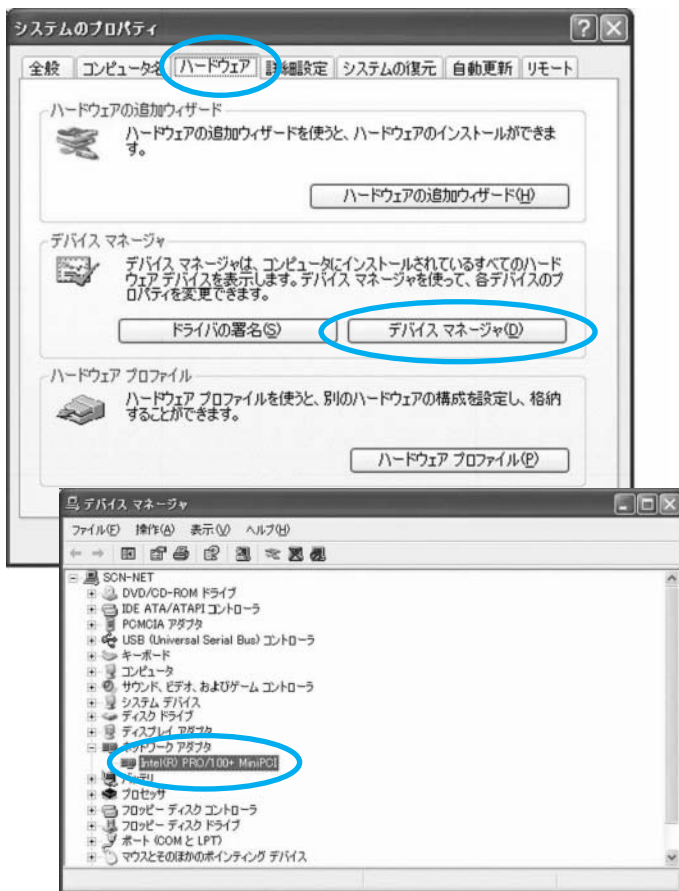 システムのプロパティ
全般 コンピュータ名 ハードウェア 詳細設定 システムの復元 自動更新 リモート
ハードウェアの追加ウィザード
ハードウェアの追加ウィザードを使うと、ハードウェアのインストールができま
す。
ハードウェアの追加ウィザード(H)
デバイス マネージャ
デバイス マネージャは、コンピュータにインストールされているすべてのハード
ウェア デバイスを表示します。デバイス マネージャを使って、各デバイスのプ
ロパティを変更できます。
ドライバの署名(S) デバイス マネージャ(D)
ハードウェア プロファイル
ハードウェア プロファイルを使うと、別のハードウェアの構成を設定し、格納
することができます。
ハードウェア プロファイル(P)
デバイス マネージャ
ファイル(F) 操作(A) 表示(V) ヘルプ(H)
SCN-NET
DVD/CD-ROM ドライブ
IDE ATA/ATAPI コントローラ
PCMCIA アダプタ
USB (Universal Serial Bus) コントローラ
キーボード
コンピュータ
サウンド、ビデオ、およびゲーム コントローラ
システム デバイス
ディスク ドライブ
ディスプレイ アダプタ
ネットワーク アダプタ
Intel(R) PRO/100+ MiniPCI
バッテリ
プロセッサ
フロッピー ディスク コントローラ
フロッピー ディスク ドライブ
ポート (COM と LPT)
マウスとそのほかのポインティング デバイス